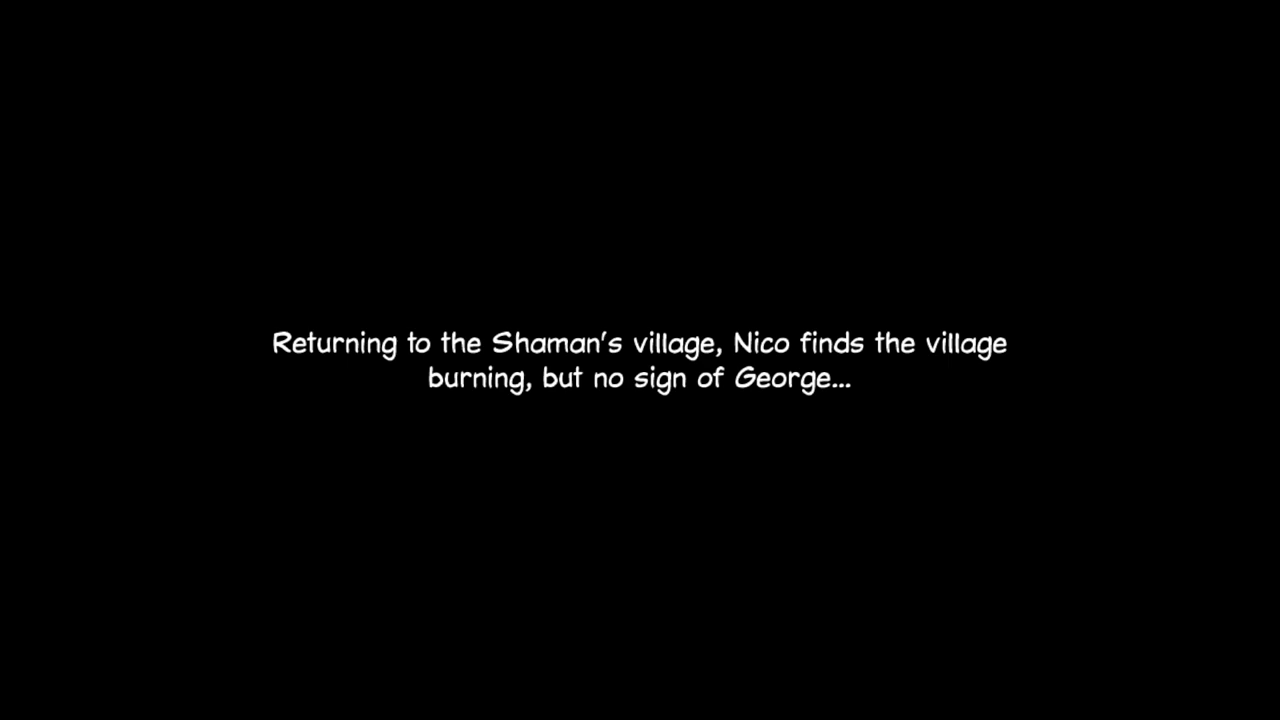 Returning to the Shaman's village, Nico finds the village
burning, but no sign of George...